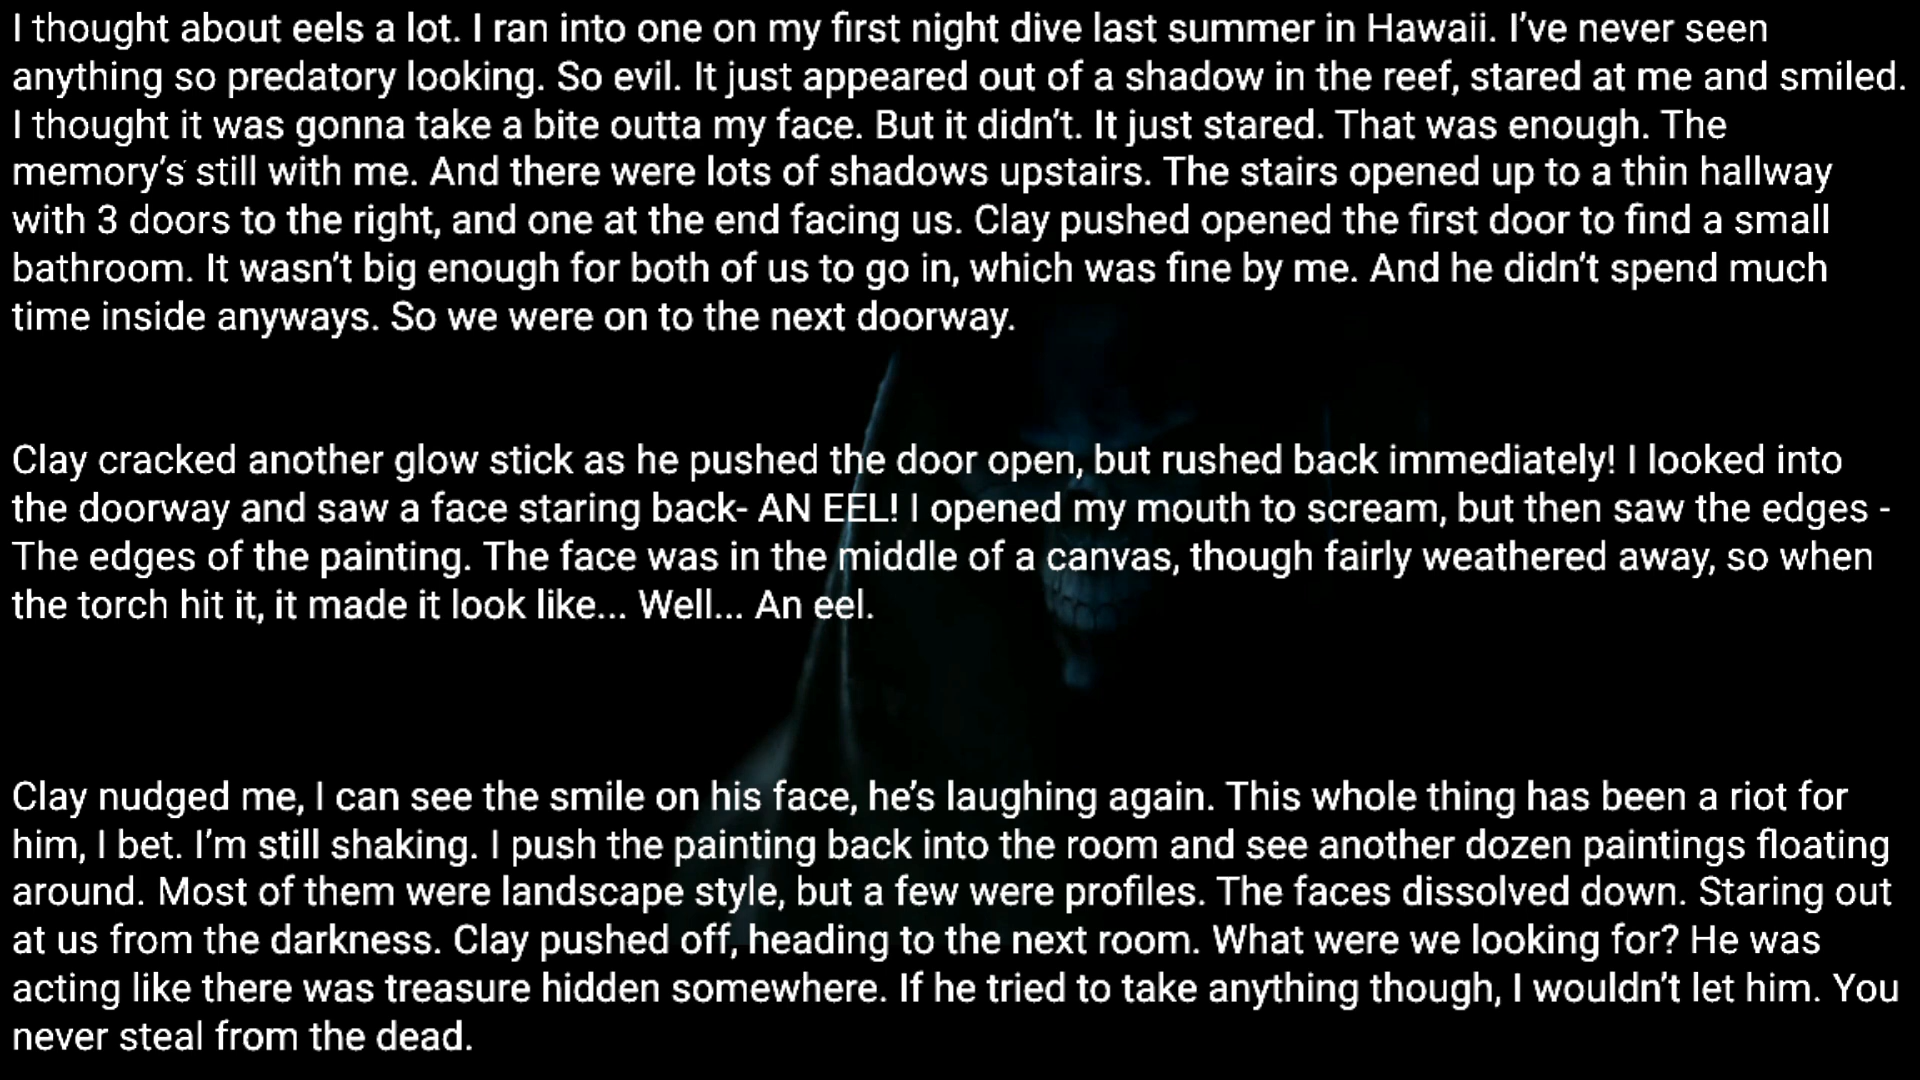 I thought about eels a lot. I ran into one on my first night dive last summer in Hawaii. I’ve never seen
anything so predatory looking. So evil. It just appeared out of a shadow in the reef, stared at me and smiled.
I thought it was gonna take a bite outta my face. But it didn’t. It just stared. That was enough. The
memory’s still with me. And there were lots of shadows upstairs. The stairs opened up to a thin hallway
with 3 doors to the right, and one at the end facing us. Clay pushed opened the first door to find a small
bathroom. It wasn’t big enough for both of us to go in, which was fine by me. And he didn’t spend much
time inside anyways. So we were on to the next doorway.
Clay cracked another glow stick as he pushed the door open, but rushed back immediately! I looked into
the doorway and saw a face staring back- AN EEL! I opened my mouth to scream, but then saw the edges -
The edges of the painting. The face was in the middle of a canvas, though fairly weathered away, so when
the torch hit it, it made it look like... Well... An eel.
Clay nudged me, I can see the smile on his face, he’s laughing again. This whole thing has been a riot for
him, I bet. I’m still shaking. I push the painting back into the room and see another dozen paintings floating
around. Most of them were landscape style, but a few were profiles. The faces dissolved down. Staring out
at us from the darkness. Clay pushed off, heading to the next room. What were we looking for? He was
acting like there was treasure hidden somewhere. If he tried to take anything though, I wouldn’t let him. You
never steal from the dead.